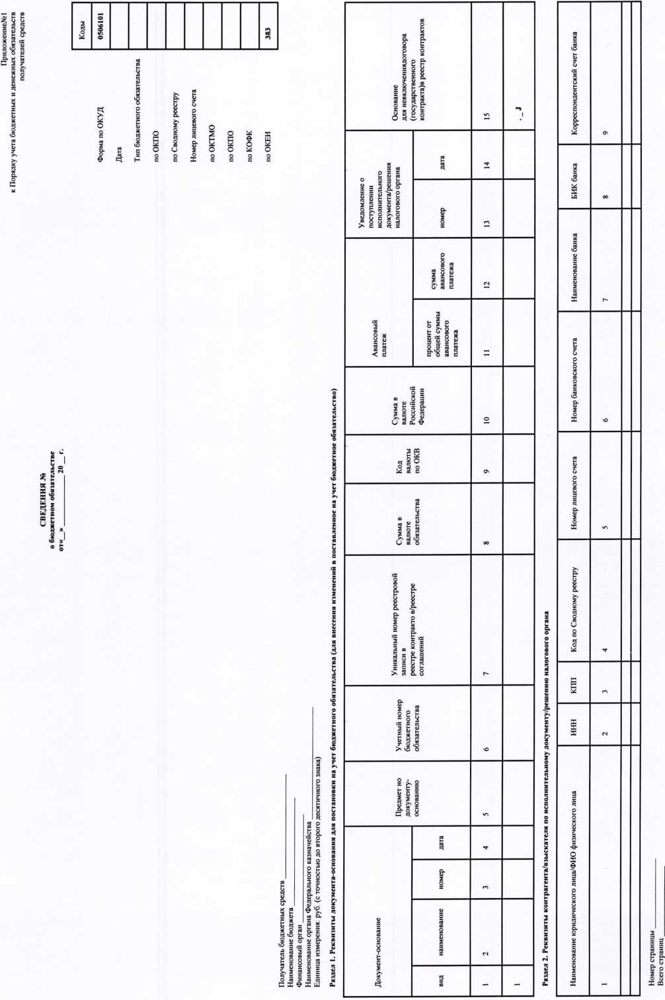 Приложение№1
к Порядку учета бюджетных и денежных обязательств
получателей средств
СВЕДЕНИЯ №
о бюджетном обязательстве
от«__»____________ 20 __ г.
Коды
Форма по ОКУД
0506101
Дата
Тип бюджетного обязательства
по ОКПО
по Сводному реестру
Номер лицевого счета
по ОКТМО
по ОКПО
по КОФК
по ОКЕИ
383
Получатель бюджетных средств ____________
Наименование бюджета ____________
Финансовый орган ____________
Наименование органа Федерального казначейства ____________
Единица измерения: руб. (с точностью до второго десятичного знака)
Раздел 1. Реквизиты документа-основания для постановки на учет бюджетного обязательства (для внесения изменений в поставленное на учет бюджетное обязательство)
Документ-основание
вид
наименование
номер
дата
Предмет но
документу-
основанию
Учетный номер
бюджетного
обязательства
Уникальный номер реестровой
записи в
реестре контракто в/реестре
соглашений
Сумма в
валюте
обязательства
Код
валюты
по ОКВ
Сумма в
валюте
Российской
Федерации
Авансовый
платеж
процент от
общей суммы
авансового
платежа
сумма
авансового
платежа
Уведомление о
поступлении
исполнительного
документа/решения
налогового органа
номер
дата
Основание
для невключениядоговора
(государственного
контракта)в реестр контрактов
1 2 3 4 5 6 7 8 9 10 11 12 13 14 15
1
Раздел 2. Реквизиты контрагента/взыскателя по исполнительному документу/решению налогового органа
Наименование юридического лица/ФИО физического лица
ИНН
КПП
Код по Сводному реестру
Номер лицевого счета
Номер банковского счета
Наименование банка
БИК банка
Корреспондентский счет банка
1 2 3 4 5 6 7 8 9
Номер страницы ____________
Всего страниц ____________